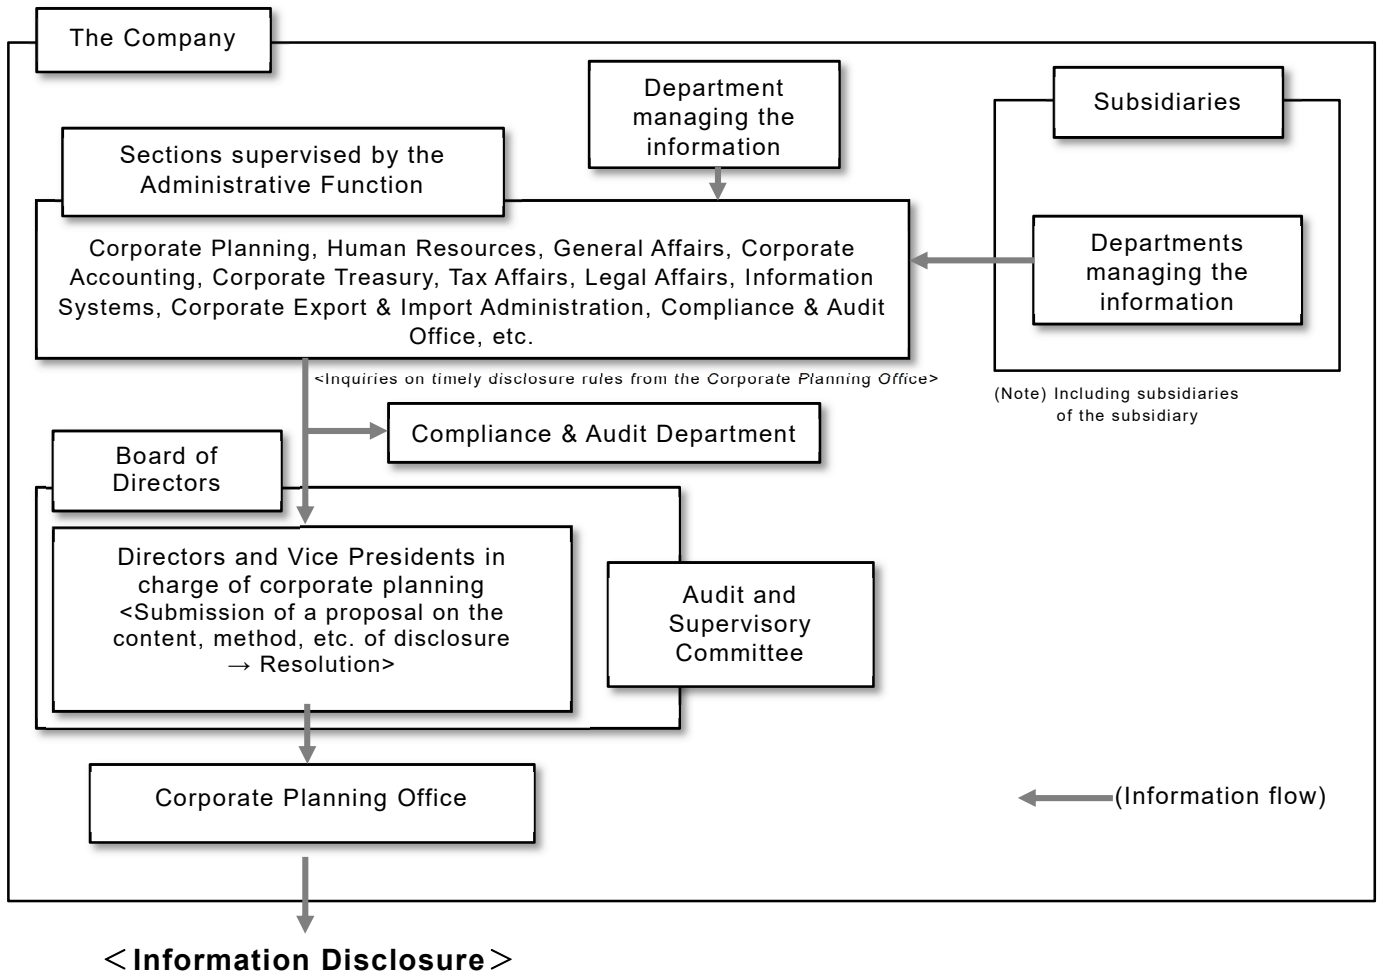 The Company
Department
managing the
information
Subsidiaries
Sections supervised by the
Administrative Function
Corporate Planning, Human Resources, General Affairs, Corporate
Accounting, Corporate Treasury, Tax Affairs, Legal Affairs, Information
Systems, Corporate Export & Import Administration, Compliance & Audit
Office, etc.
Departments
managing the
information
<Inquiries on timely disclosure rules from the Corporate Planning Office>
(Note) Including subsidiaries
of the subsidiary
Compliance & Audit Department
Board of
Directors
Directors and Vice Presidents in
charge of corporate planning
<Submission of a proposal on the
content, method, etc. of disclosure
→ Resolution>
Audit and
Supervisory
Committee
Corporate Planning Office
(Information flow)
<Information Disclosure>